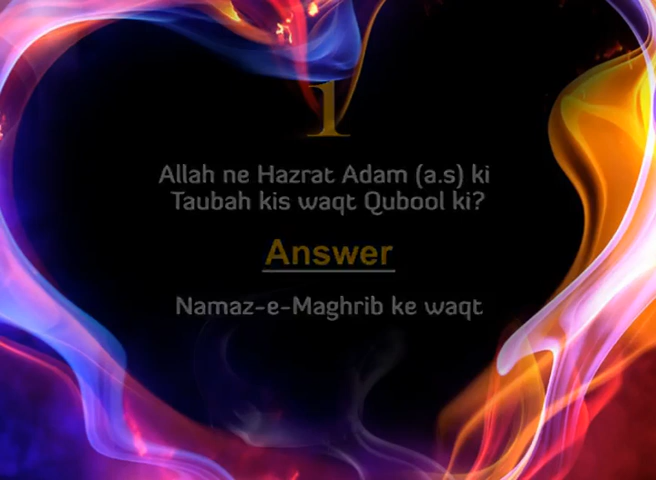 1
Allah ne Hazrat Adam (a.s) ki
Taubah kis waqt Qubool ki?
Answer
Namaz-e-Maghrib ke waqt